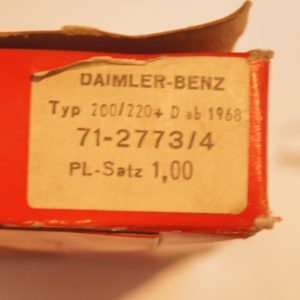 DAIMLER-BENZ
Typ 200/220+ D ab 1968
71-2773/4
PL-Satz 1,00